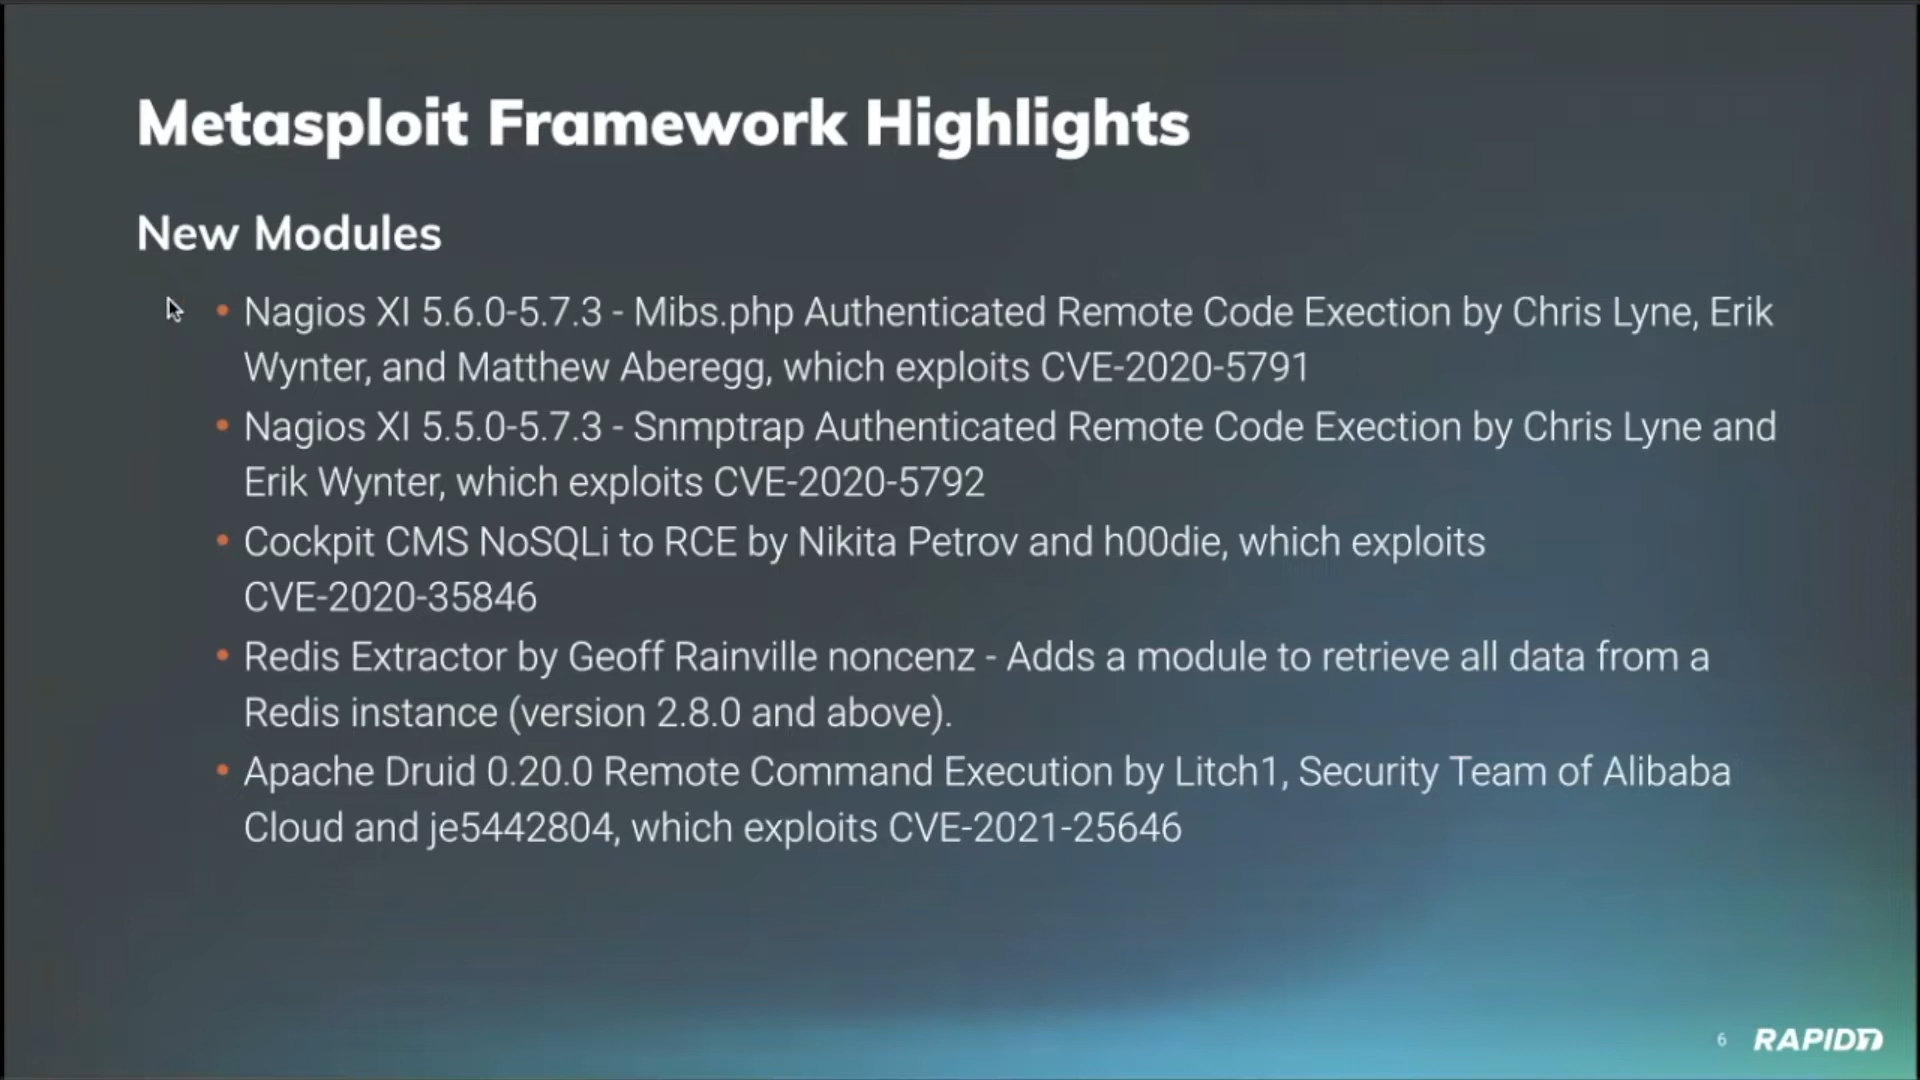 Metasploit Framework Highlights
New Modules
• Nagios XI 5.6.0-5.7.3 - Mibs.php Authenticated Remote Code Exection by Chris Lyne, Erik
Wynter, and Matthew Aberegg, which exploits CVE-2020-5791
• Nagios XI 5.5.0-5.7.3 - Snmptrap Authenticated Remote Code Exection by Chris Lyne and
Erik Wynter, which exploits CVE-2020-5792
• Cockpit CMS NoSQLi to RCE by Nikita Petrov and h00die, which exploits
CVE-2020-35846
• Redis Extractor by Geoff Rainville noncenz - Adds a module to retrieve all data from a
Redis instance (version 2.8.0 and above).
• Apache Druid 0.20.0 Remote Command Execution by Litch1, Security Team of Alibaba
Cloud and je5442804, which exploits CVE-2021-25646
6 RAPID7